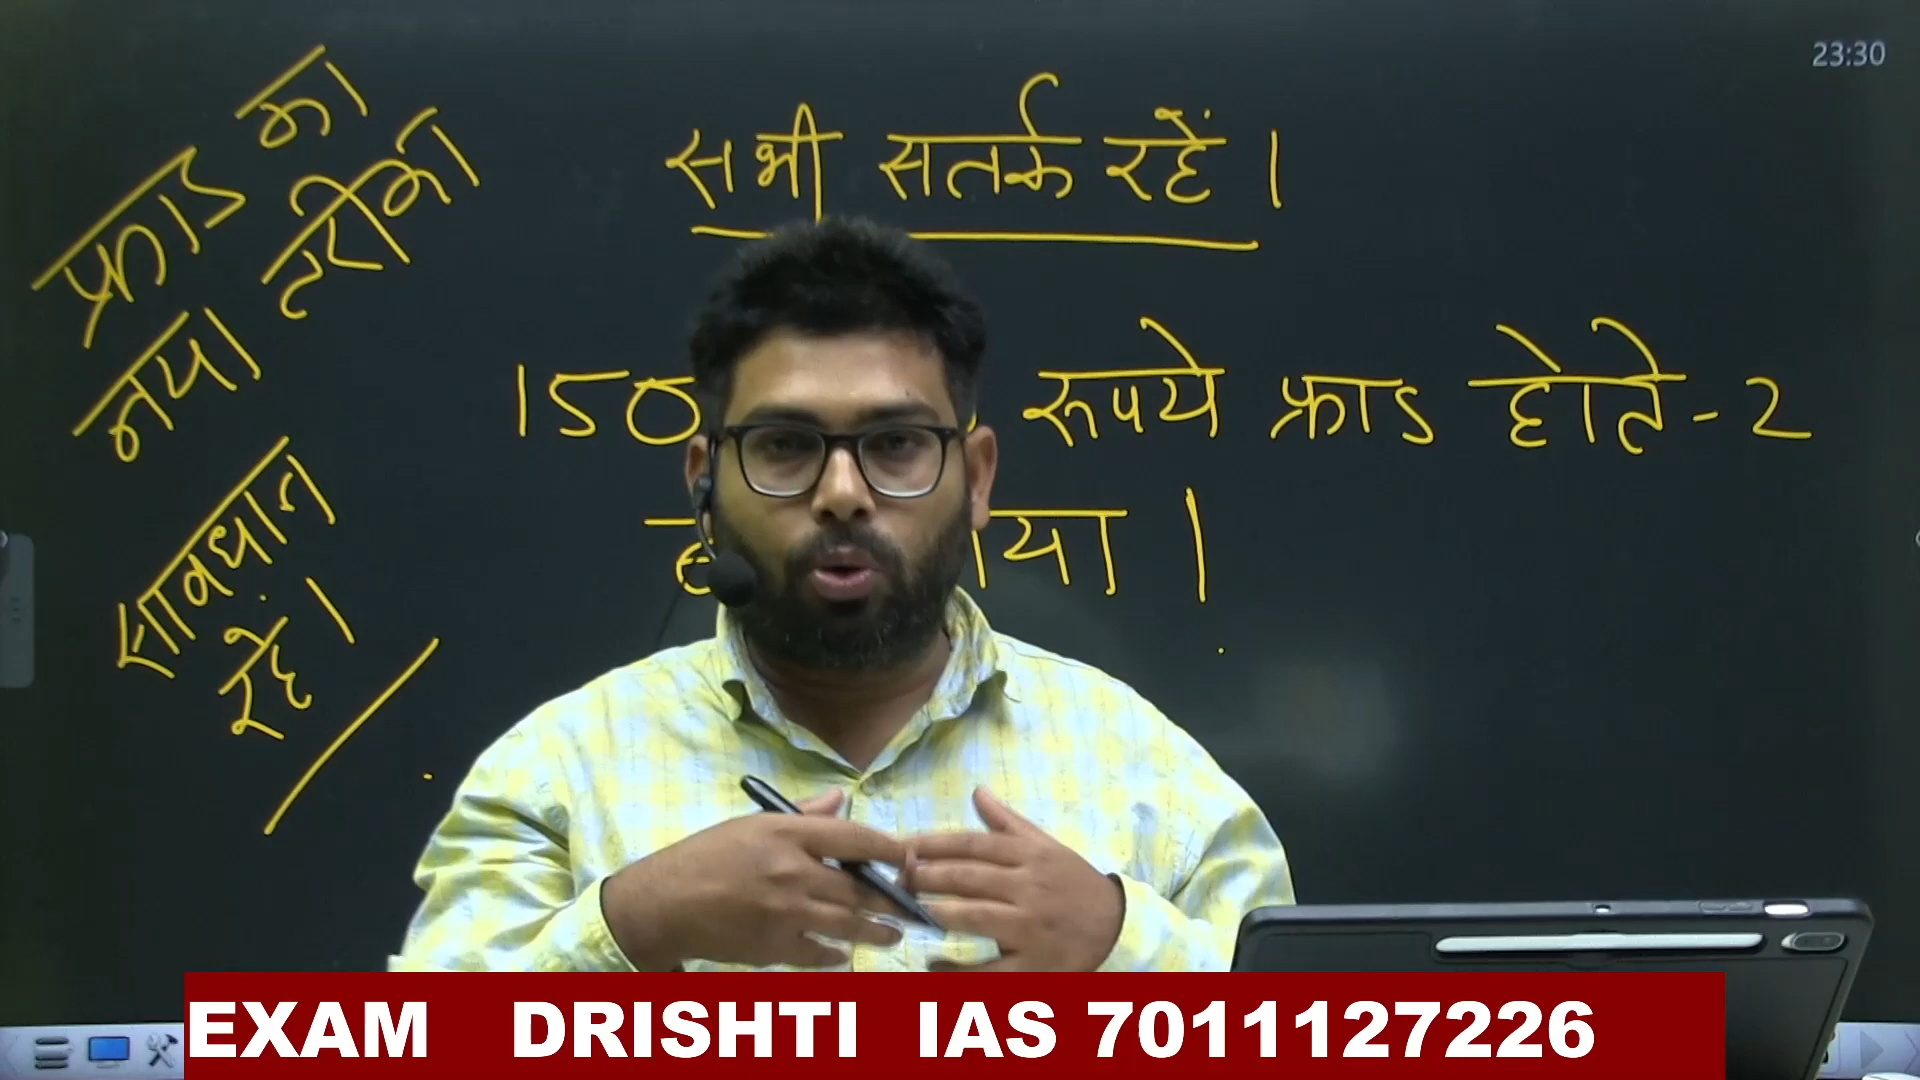 23:30
फ्राड का
नया तरीका
सावधान
रहें।
सभी सतर्क रहें।
रूपये फ्राड होते-2
EXAM DRISHTI IAS 7011127226